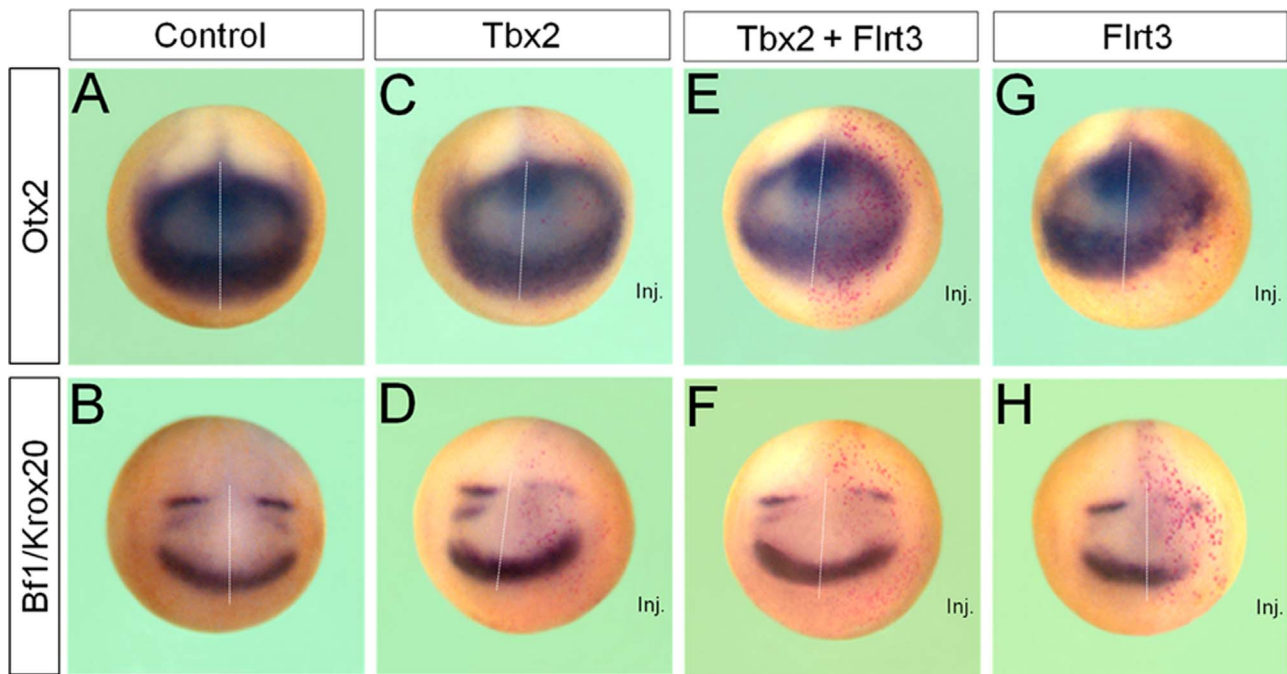 Control
Tbx2
Tbx2 + Flrt3
Flrt3
Otx2
A
C
Inj.
E
Inj.
G
Inj.
Bf1/Krox20
B
D
Inj.
F
Inj.
H
Inj.